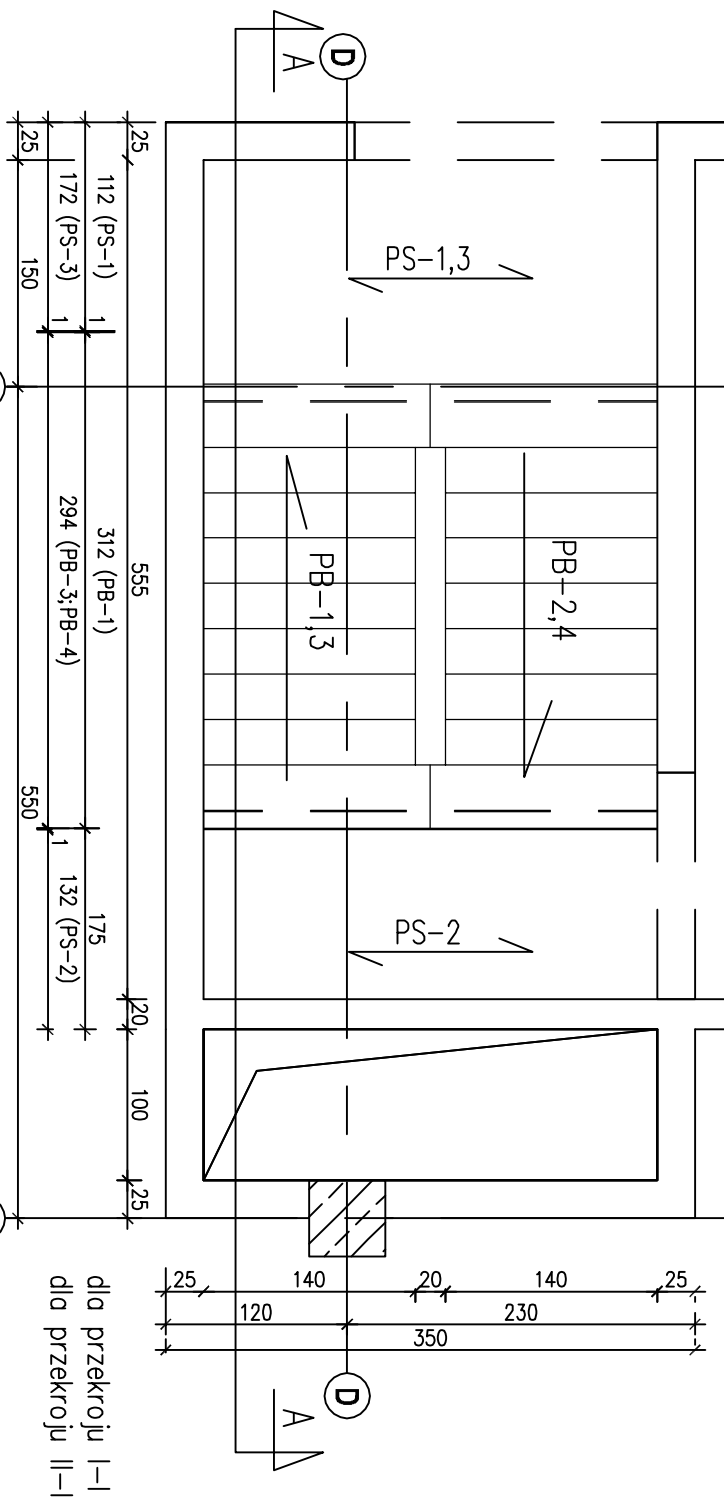 D
A
25
112 (PS-1)
1
172 (PS-3)
1
25
150
PS-1,3
PB-1,3
PB-2,4
555
312 (PB-1)
294 (PB-3;PB-4)
550
175
1
132 (PS-2)
PS-2
20
100
25
25
140
20
140
25
120
230
350
D
A
dla przekroju I-I
dla przekroju II-I